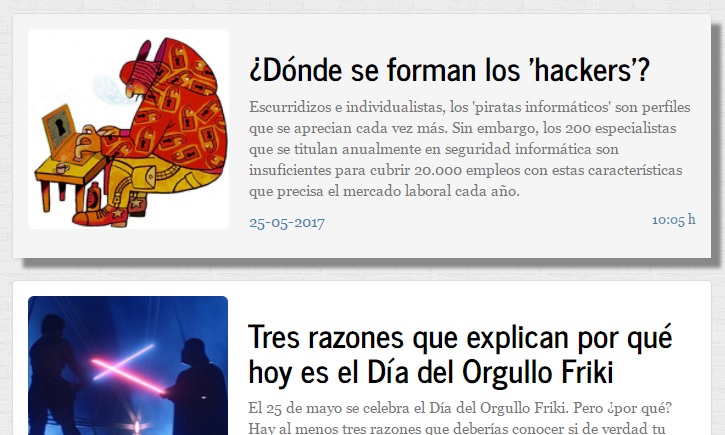 ¿Dónde se forman los 'hackers'?
Escurridizos e individualistas, los 'piratas informáticos' son perfiles
que se aprecian cada vez más. Sin embargo, los 200 especialistas
que se titulan anualmente en seguridad informática son
insuficientes para cubrir 20.000 empleos con estas características
que precisa el mercado laboral cada año.
25-05-2017 10:05 h
Tres razones que explican por qué
hoy es el Día del Orgullo Friki
El 25 de mayo se celebra el Día del Orgullo Friki. Pero ¿por qué?
Hay al menos tres razones que deberías conocer si de verdad tu